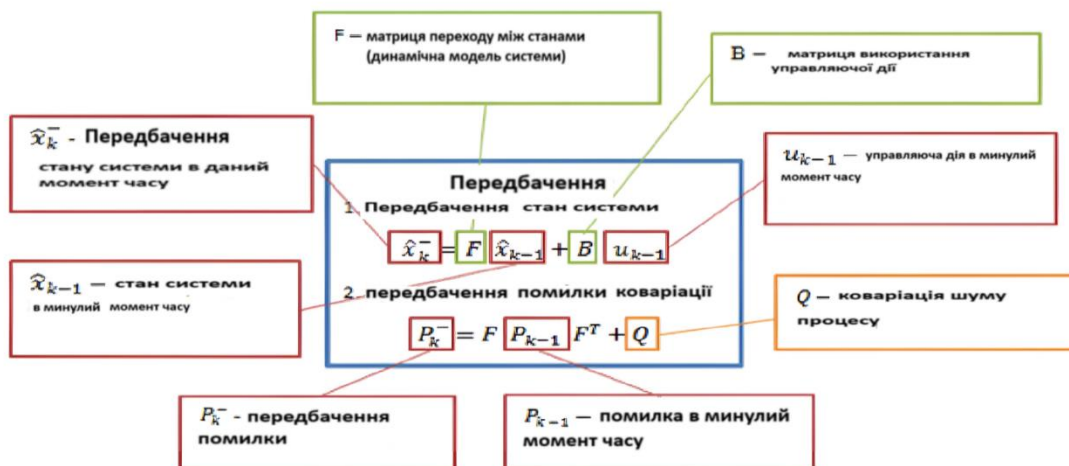 F — матриця переходу між станами
(динамічна модель системи)
B — матриця використання
управляючої дії
x̂ₖ⁻ - Передбачення
стану системи в даний
момент часу
uₖ₋₁ — управляюча дія в минулий
момент часу
Передбачення
1. Передбачення стан системи
x̂ₖ⁻ = F x̂ₖ₋₁ + B uₖ₋₁
x̂ₖ₋₁ — стан системи
в минулий момент часу
2. передбачення помилки коваріації
Pₖ⁻ = F Pₖ₋₁ Fᵀ + Q
Q — коваріація шуму
процесу
Pₖ⁻ - передбачення
помилки
Pₖ₋₁ — помилка в минулий
момент часу